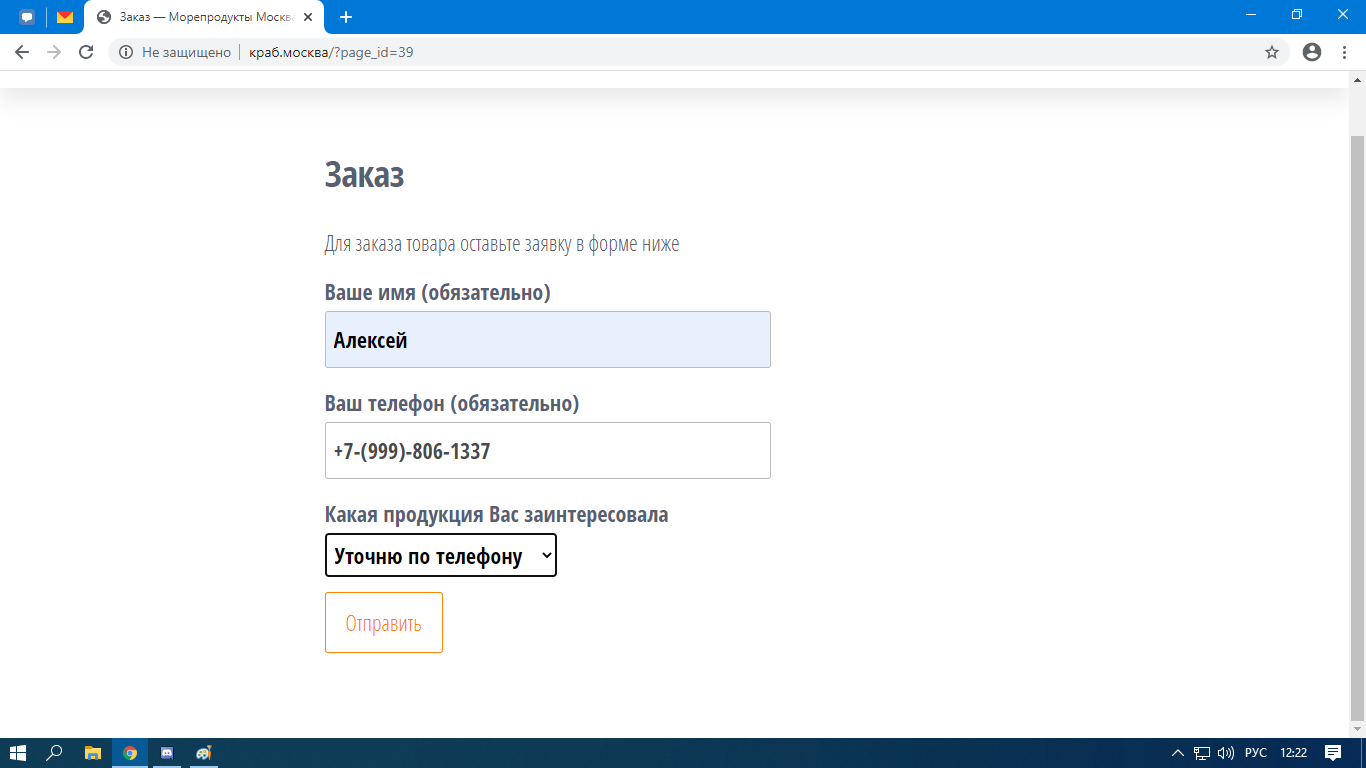 Заказ — Морепродукты Москва
Не защищено
краб.москва/?page_id=39
Заказ
Для заказа товара оставьте заявку в форме ниже
Ваше имя (обязательно)
Алексей
Ваш телефон (обязательно)
+7-(999)-806-1337
Какая продукция Вас заинтересовала
Уточню по телефону
Отправить
РУС 12:22